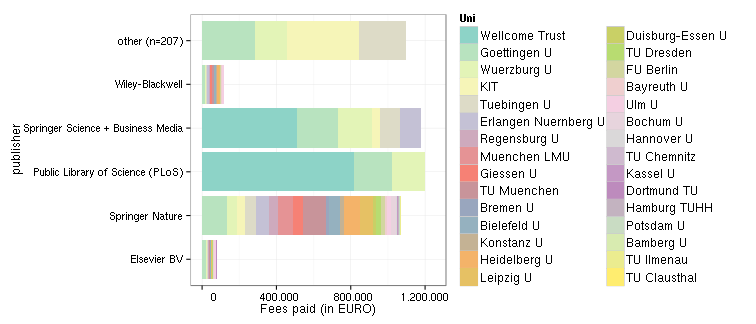 Uni
other (n=207)
Wiley-Blackwell
Springer Science + Business Media
Public Library of Science (PLoS)
Springer Nature
Elsevier BV
publisher
0 400.000 800.000 1.200.000
Fees paid (in EURO)
Wellcome Trust
Goettingen U
Wuerzburg U
KIT
Tuebingen U
Erlangen Nuernberg U
Regensburg U
Muenchen LMU
Giessen U
TU Muenchen
Bremen U
Bielefeld U
Konstanz U
Heidelberg U
Leipzig U
Duisburg-Essen U
TU Dresden
FU Berlin
Bayreuth U
Ulm U
Bochum U
Hannover U
TU Chemnitz
Kassel U
Dortmund TU
Hamburg TUHH
Potsdam U
Bamberg U
TU Ilmenau
TU Clausthal